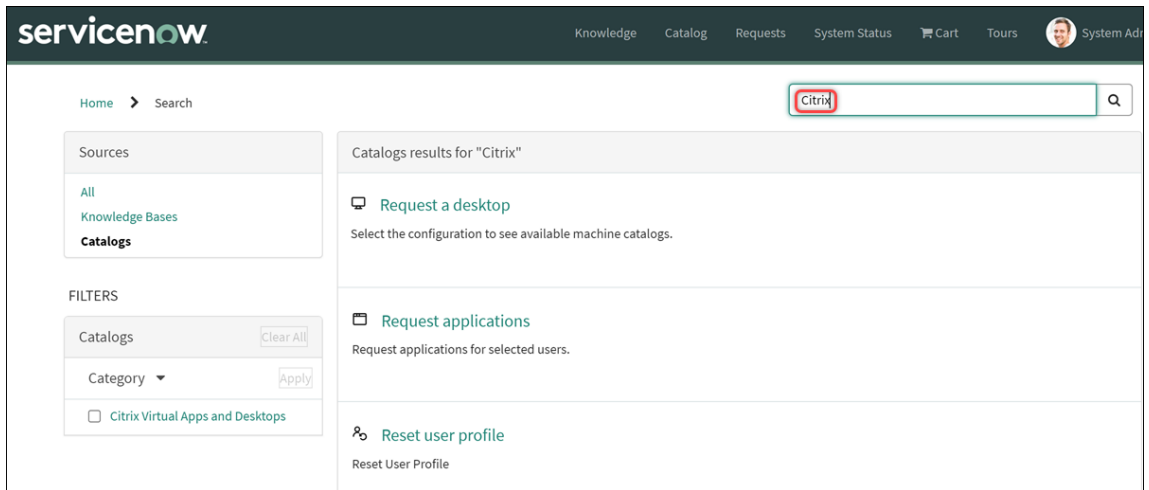 servicenow.
Knowledge Catalog Requests System Status Cart Tours System Adr
Home Search
Citrix
Sources
All
Knowledge Bases
Catalogs
FILTERS
Catalogs Clear All
Category Apply
Citrix Virtual Apps and Desktops
Catalogs results for "Citrix"
Request a desktop
Select the configuration to see available machine catalogs.
Request applications
Request applications for selected users.
Reset user profile
Reset User Profile